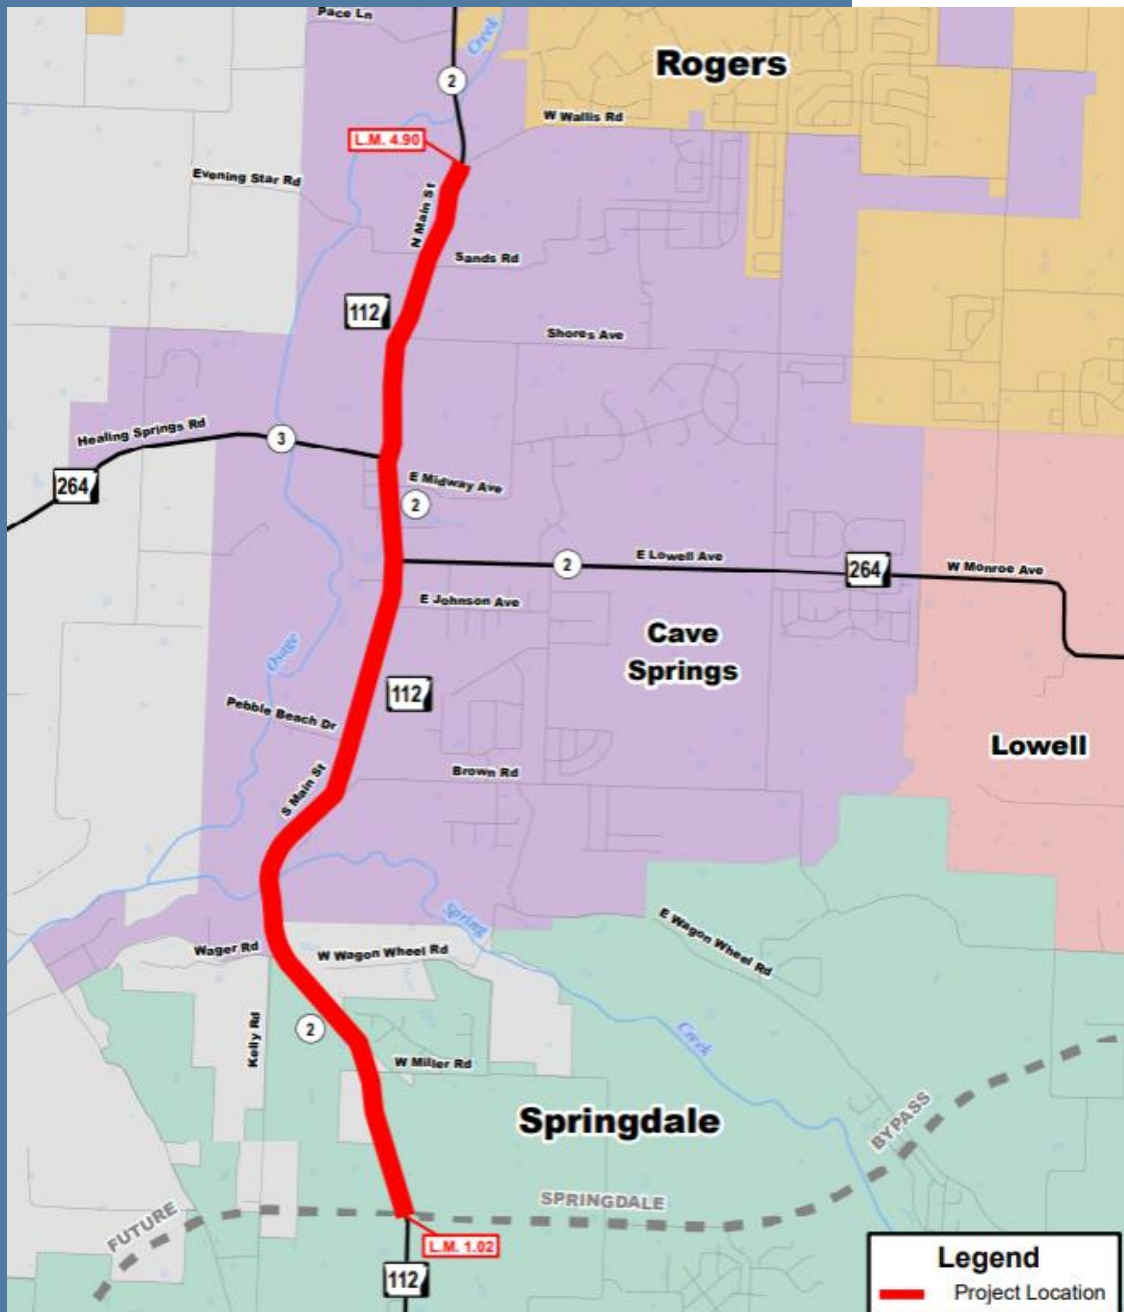 Pace Ln
Creek
Rogers
2
W Wallis Rd
L.M. 4.90
Evening Star Rd
N Main St
Sands Rd
112
Shores Ave
Healing Springs Rd
3
264
E Midway Ave
2
E Lowell Ave
2
264
W Monroe Ave
E Johnson Ave
Cave
Springs
Osage
112
Pebble Beach Dr
Lowell
S Main St
Brown Rd
Spring
E Wagon Wheel Rd
Wager Rd
W Wagon Wheel Rd
2
Kelly Rd
Creek
W Miller Rd
Springdale
BYPASS
SPRINGDALE
FUTURE
L.M. 1.02
112
Legend
Project Location